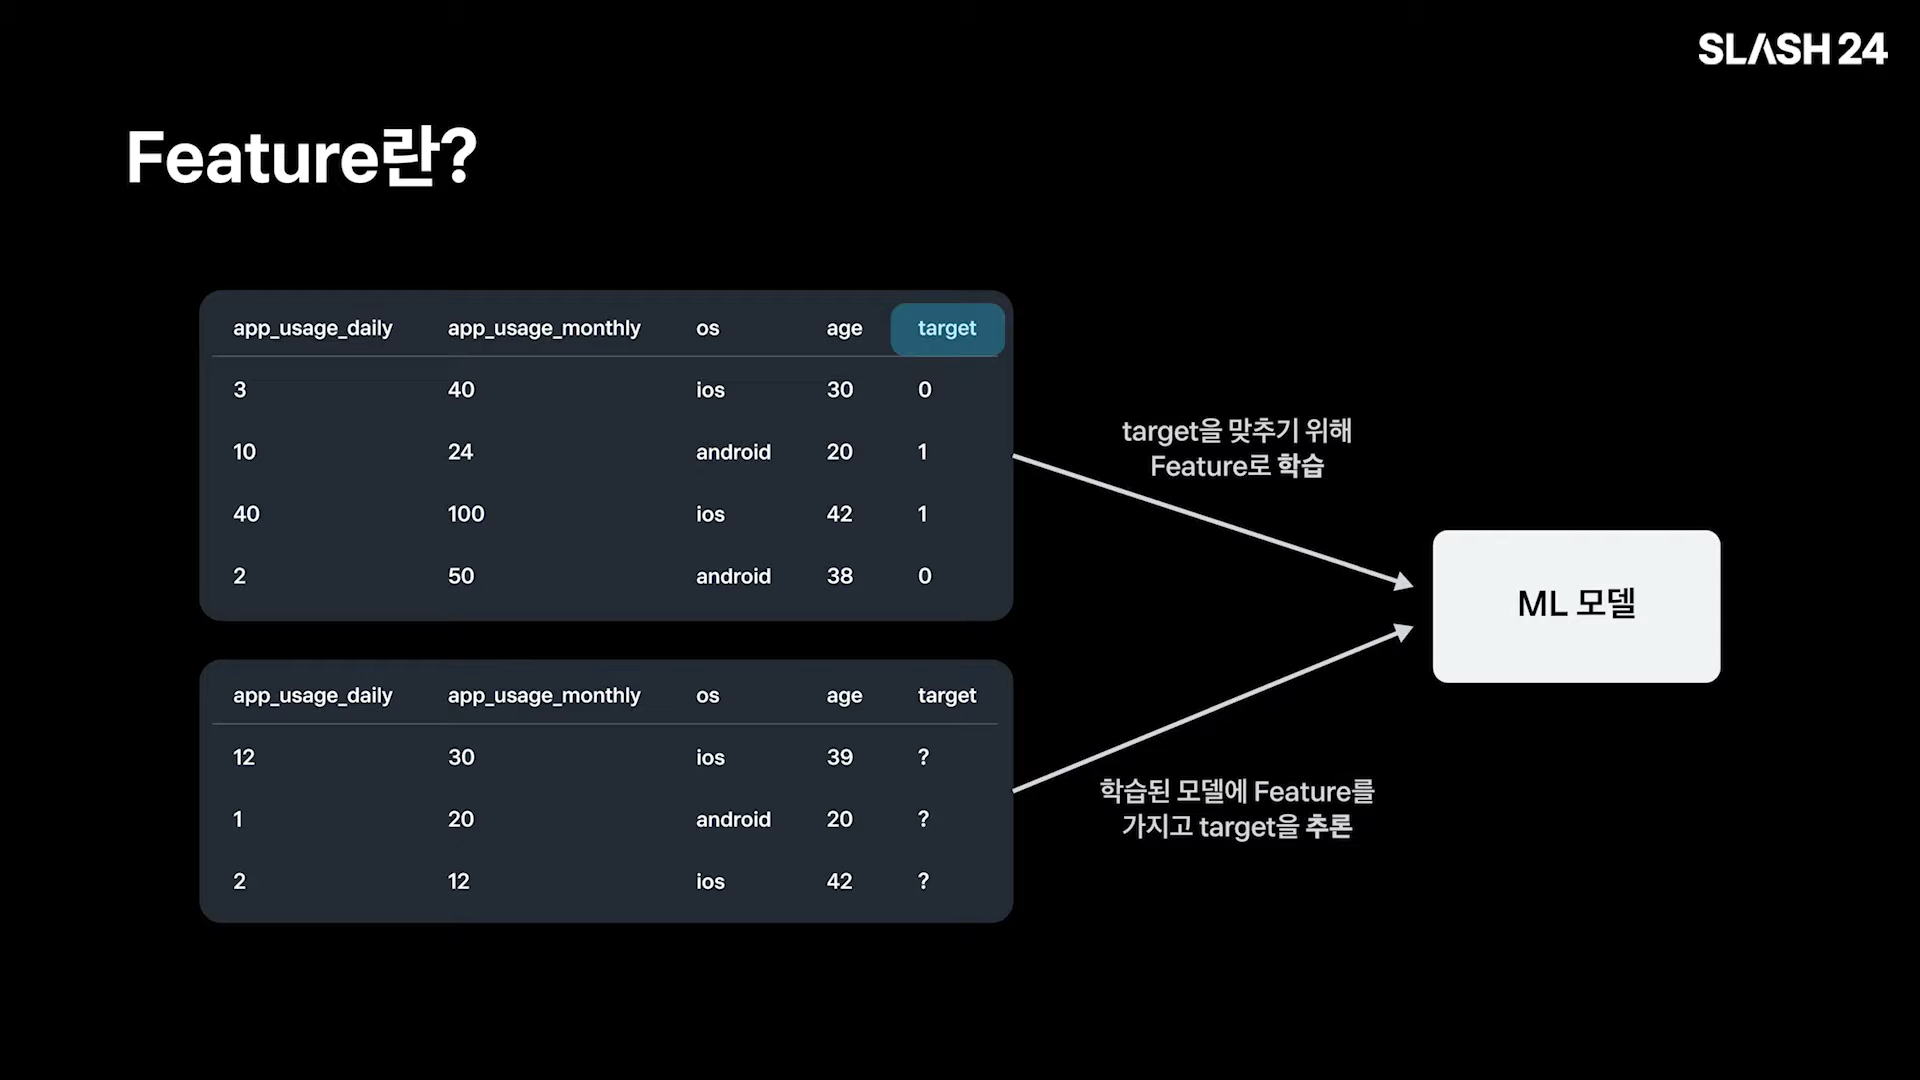 SLASH 24
Feature란?
app_usage_daily app_usage_monthly os age target
3 40 ios 30 0
10 24 android 20 1
40 100 ios 42 1
2 50 android 38 0
target을 맞추기 위해
Feature로 학습
ML 모델
app_usage_daily app_usage_monthly os age target
12 30 ios 39 ?
1 20 android 20 ?
2 12 ios 42 ?
학습된 모델에 Feature를
가지고 target을 추론